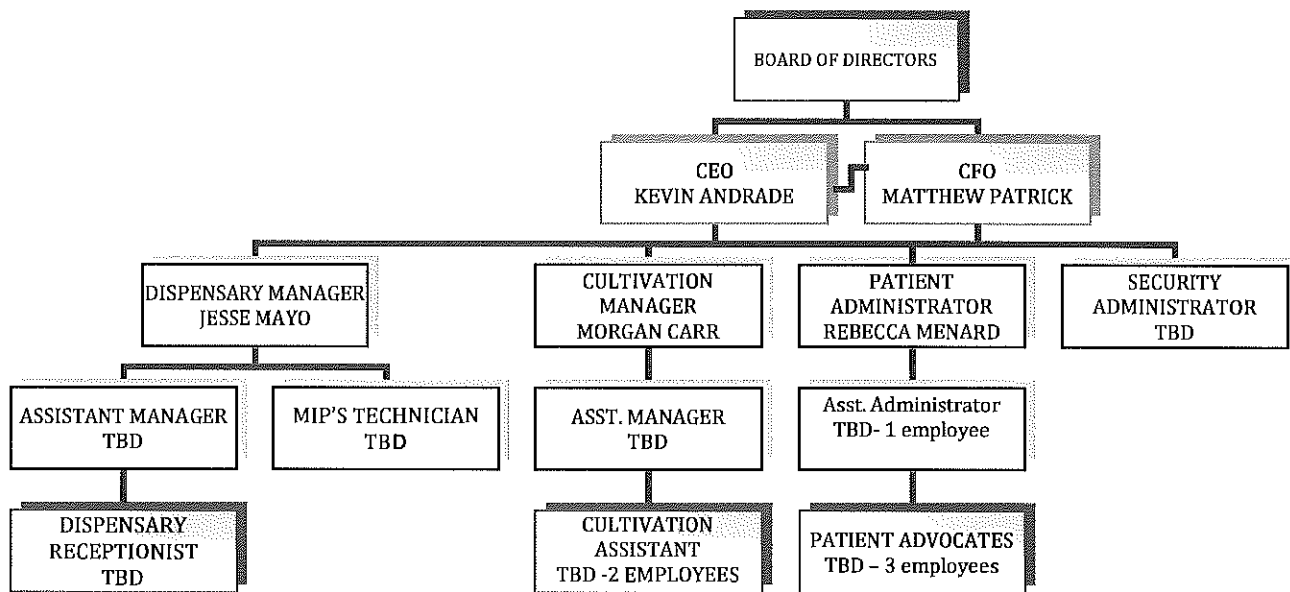 BOARD OF DIRECTORS
CEO
KEVIN ANDRADE
CFO
MATTHEW PATRICK
DISPENSARY MANAGER
JESSE MAYO
CULTIVATION
MANAGER
MORGAN CARR
PATIENT
ADMINISTRATOR
REBECCA MENARD
SECURITY
ADMINISTRATOR
TBD
ASSISTANT MANAGER
TBD
MIP'S TECHNICIAN
TBD
ASST. MANAGER
TBD
Asst. Administrator
TBD- 1 employee
DISPENSARY
RECEPTIONIST
TBD
CULTIVATION
ASSISTANT
TBD -2 EMPLOYEES
PATIENT ADVOCATES
TBD – 3 employees